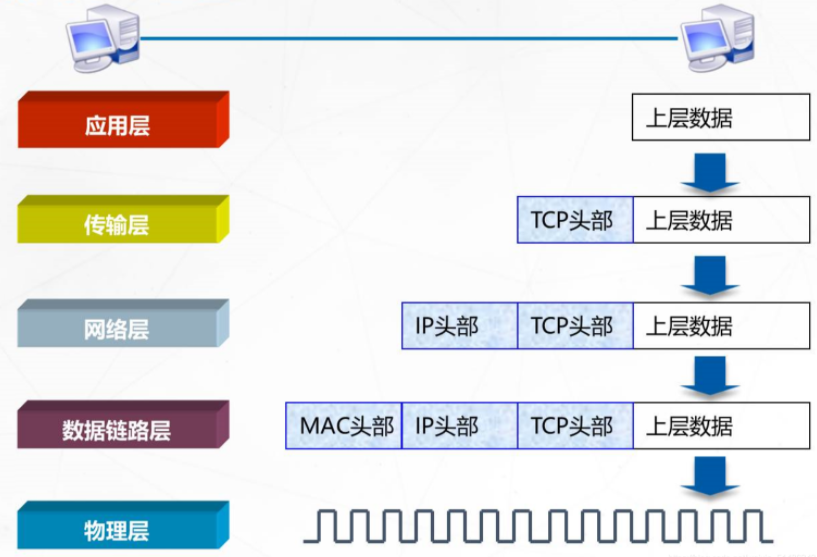 应用层
上层数据
传输层
TCP头部 上层数据
网络层
IP头部 TCP头部 上层数据
数据链路层
MAC头部 IP头部 TCP头部 上层数据
物理层